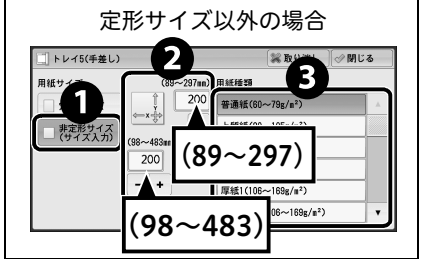 定形サイズ以外の場合
トレイ5(手差し)
閉じる
用紙サイズ
1
非定形サイズ
(サイズ入力)
2
(89～297mm)
200
x
(98～483mm)
200
- +
(89～297)
(98～483)
用紙種類
3
普通紙(60～79g/m²)
厚紙1(106～169g/m²)